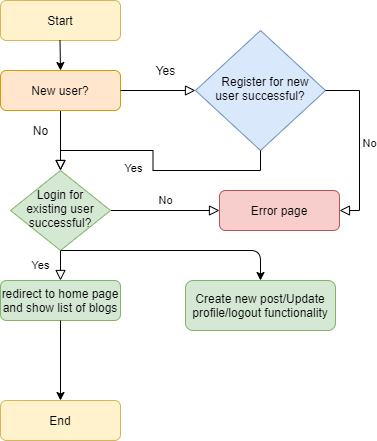 Start
New user?
Yes
Register for new
user successful?
No
No
Yes
Login for
existing user
successful?
No
Error page
Yes
redirect to home page
and show list of blogs
Create new post/Update
profile/logout functionality
End